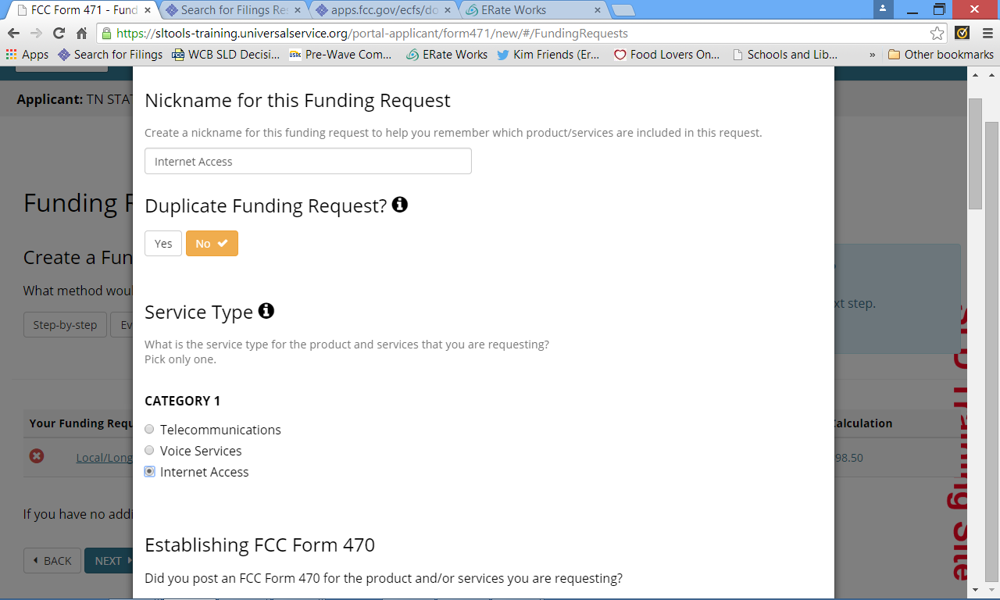 FCC Form 471 - Fund
Search for Filings Res
apps.fcc.gov/ecfs/do
ERate Works
https://sltools-training.universalservice.org/portal-applicant/form471/new/#/FundingRequests
Apps
Search for Filings
WCB SLD Decisi...
Pre-Wave Com...
ERate Works
Kim Friends (Er...
Food Lovers On...
Schools and Lib...
»
Other bookmarks
Applicant: TN STAT
Nickname for this Funding Request
Create a nickname for this funding request to help you remember which product/services are included in this request.
Internet Access
Funding F
Duplicate Funding Request?
Yes
No
Create a Fun
What method woul
Step-by-step
Ev
xt step.
Service Type
What is the service type for the product and services that you are requesting?
Pick only one.
CATEGORY 1
Your Funding Requ
Calculation
Telecommunications
Voice Services
Internet Access
Local/Long
98.50
If you have no addi
BACK
NEXT
Training Site
Establishing FCC Form 470
Did you post an FCC Form 470 for the product and/or services you are requesting?